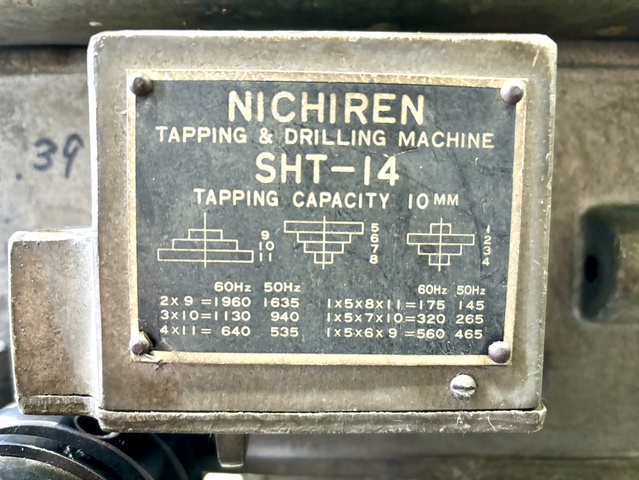 39
NICHIREN
TAPPING & DRILLING MACHINE
SHT-14
TAPPING CAPACITY 10 MM
9
10
11
5
6
7
8
1
2
3
4
60Hz 50Hz
2×9=1960 1635
3×10=1130 940
4×11= 640 535
60Hz 50Hz
1×5×8×11=175 145
1×5×7×10=320 265
1×5×6×9=560 465